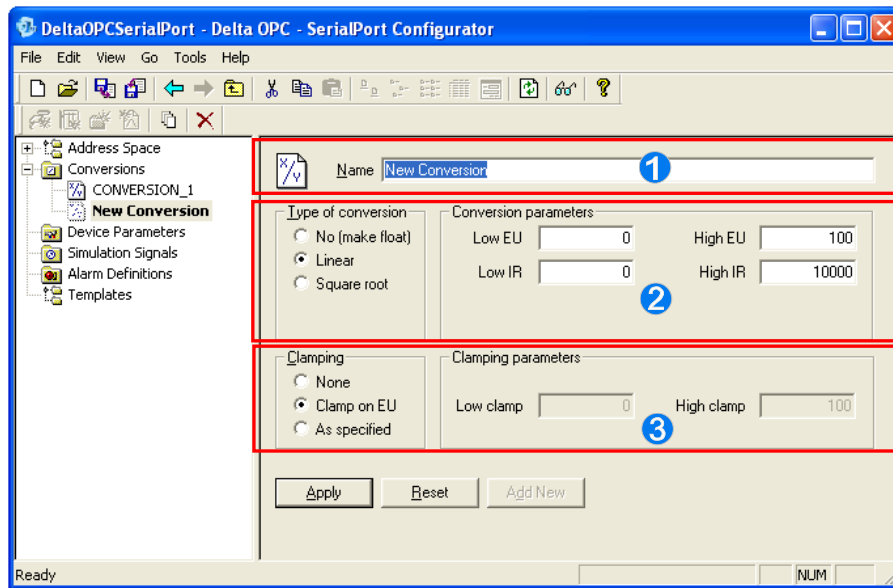 DeltaOPCSerialPort - Delta OPC - SerialPort Configurator
File Edit View Go Tools Help
Address Space
Conversions
CONVERSION_1
New Conversion
Device Parameters
Simulation Signals
Alarm Definitions
Templates
Name New Conversion 1
Type of conversion
No (make float)
Linear
Square root
Conversion parameters
Low EU 0 High EU 100
Low IR 0 High IR 10000
2
Clamping
None
Clamp on EU
As specified
Clamping parameters
Low clamp 0 High clamp 100
3
Apply Reset Add New
Ready NUM